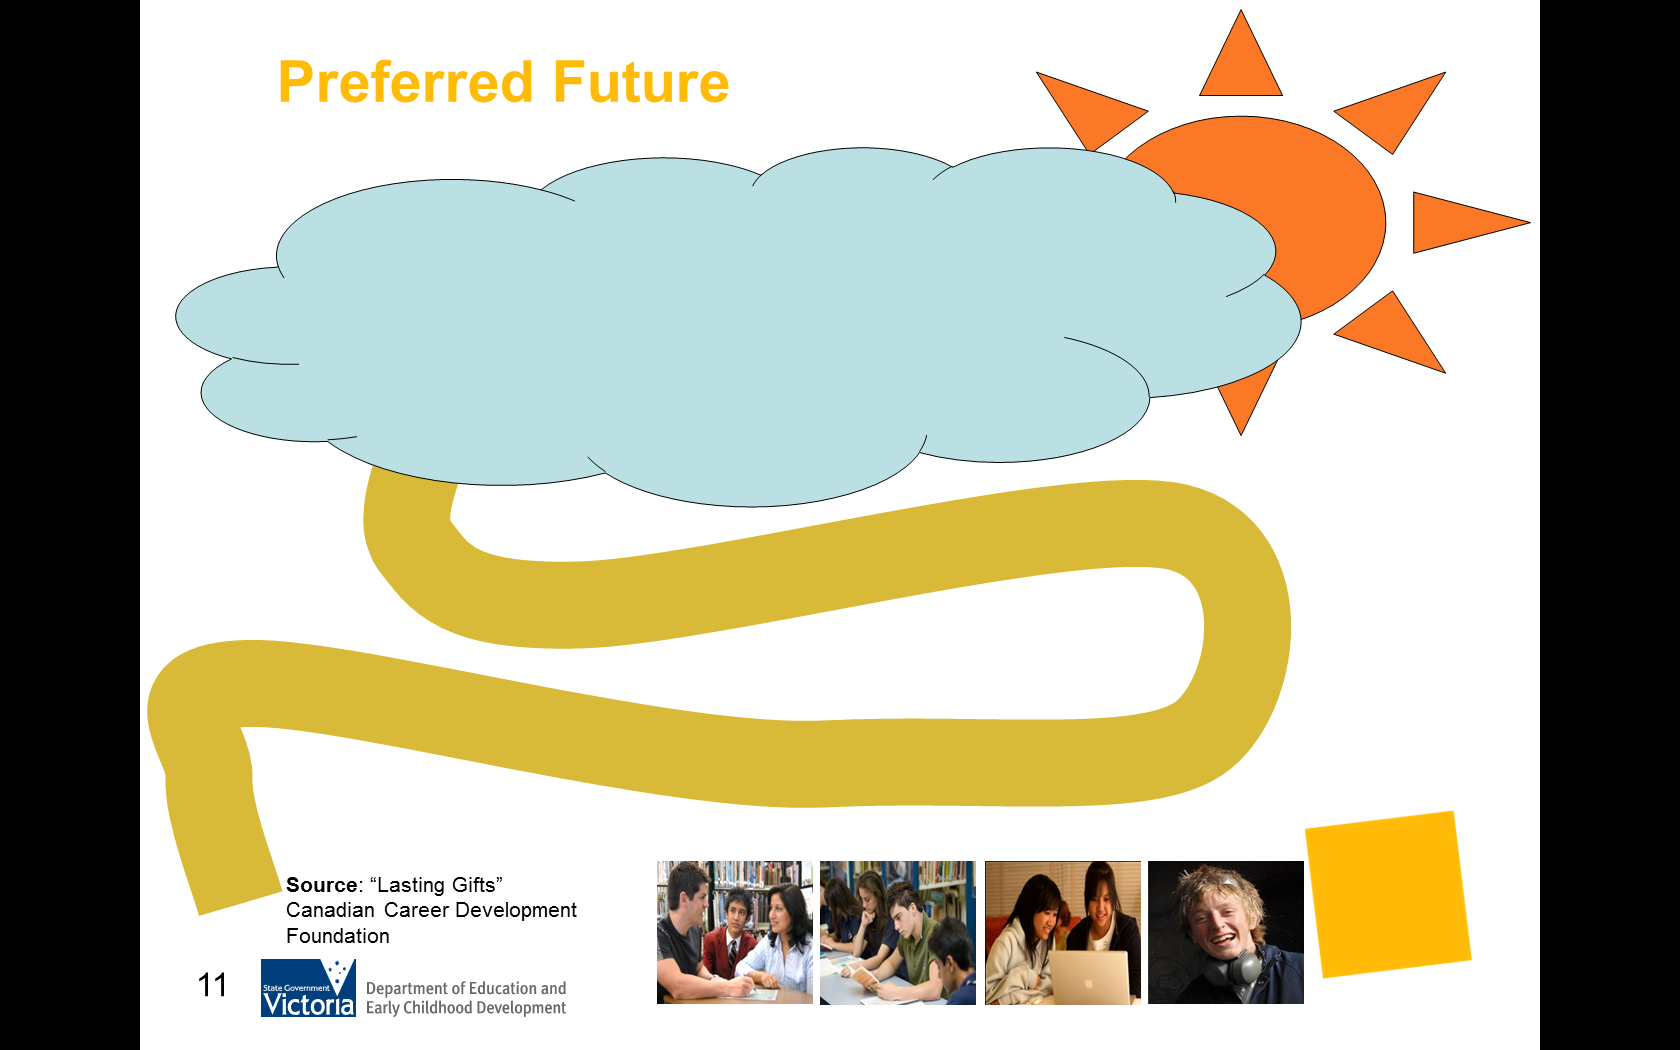 Preferred Future
Source: “Lasting Gifts”
Canadian Career Development
Foundation
11
State Government
Victoria
Department of Education and
Early Childhood Development